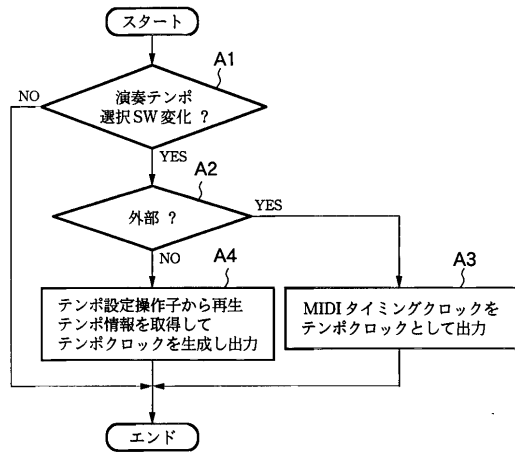 スタート
A1
演奏テンポ
選択SW変化 ?
NO
YES
A2
外部 ?
YES
NO
A4
テンポ設定操作子から再生
テンポ情報を取得して
テンポクロックを生成し出力
A3
MIDIタイミングクロックを
テンポクロックとして出力
エンド